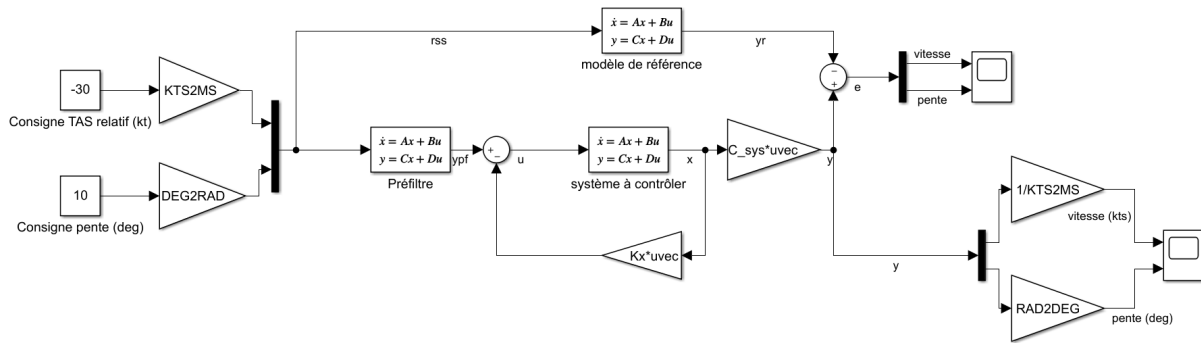 ẋ = Ax + Bu
y = Cx + Du
modèle de référence
rss
yr
-30
Consigne TAS relatif (kt)
KTS2MS
−
+
e
vitesse
pente
10
Consigne pente (deg)
DEG2RAD
ẋ = Ax + Bu
y = Cx + Du
Préfiltre
ypf
+
−
u
ẋ = Ax + Bu
y = Cx + Du
système à contrôler
x
C_sys*uvec
y
Kx*uvec
y
1/KTS2MS
vitesse (kts)
RAD2DEG
pente (deg)